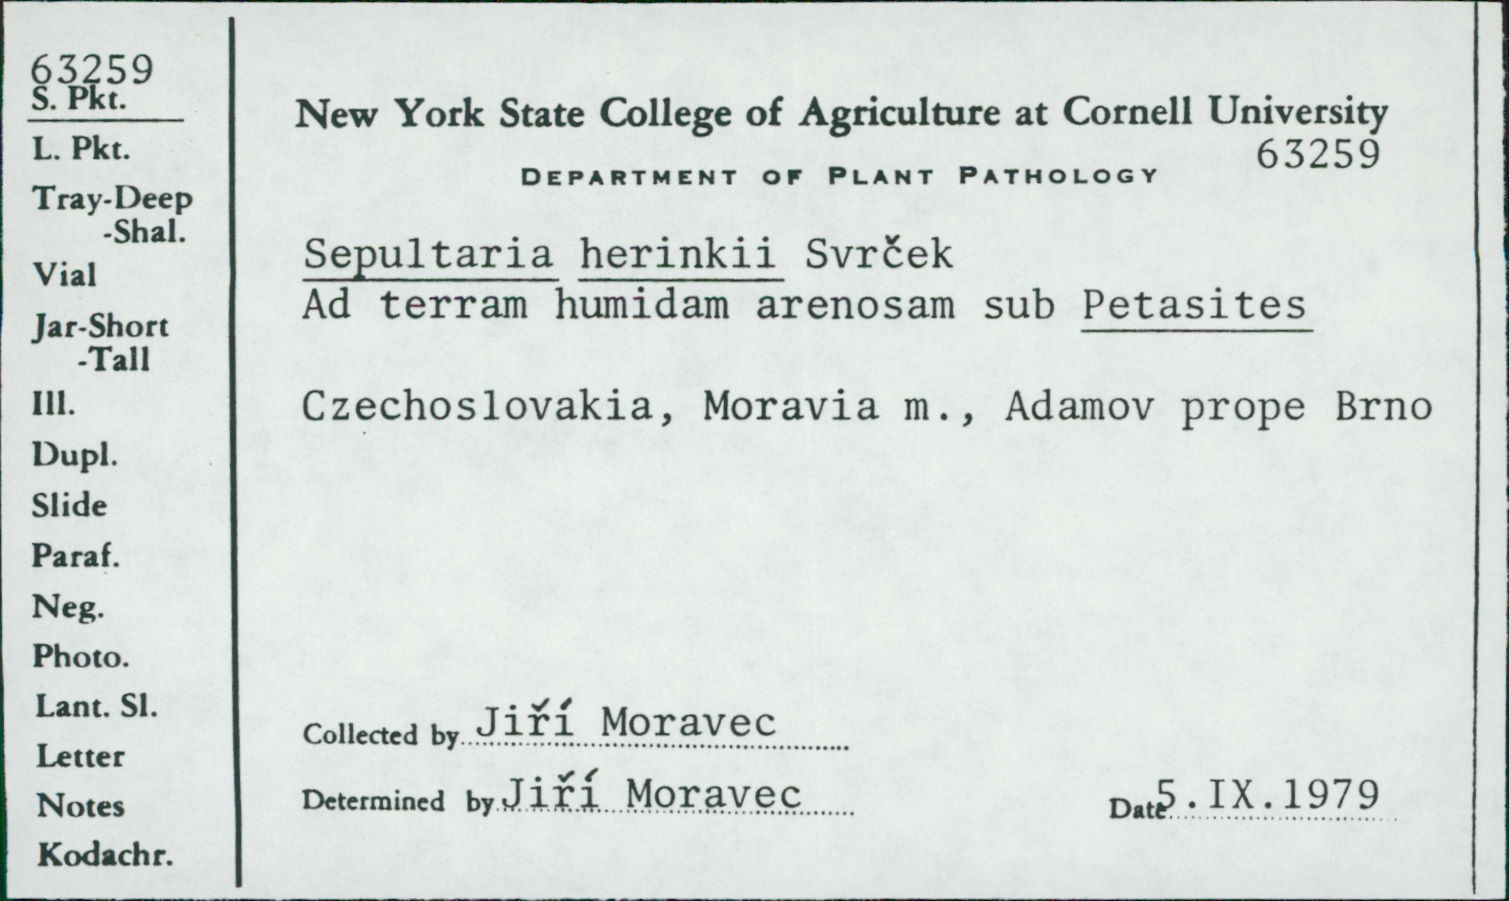 63259
S. Pkt.
L. Pkt.
Tray-Deep
-Shal.
Vial
Jar-Short
-Tall
Ill.
Dupl.
Slide
Paraf.
Neg.
Photo.
Lant. Sl.
Letter
Notes
Kodachr.
New York State College of Agriculture at Cornell University
63259
DEPARTMENT OF PLANT PATHOLOGY
Sepultaria herinkii Svrček
Ad terram humidam arenosam sub Petasites
Czechoslovakia, Moravia m., Adamov prope Brno
Collected by Jiří Moravec
Determined by Jiří Moravec
Date 5.IX.1979